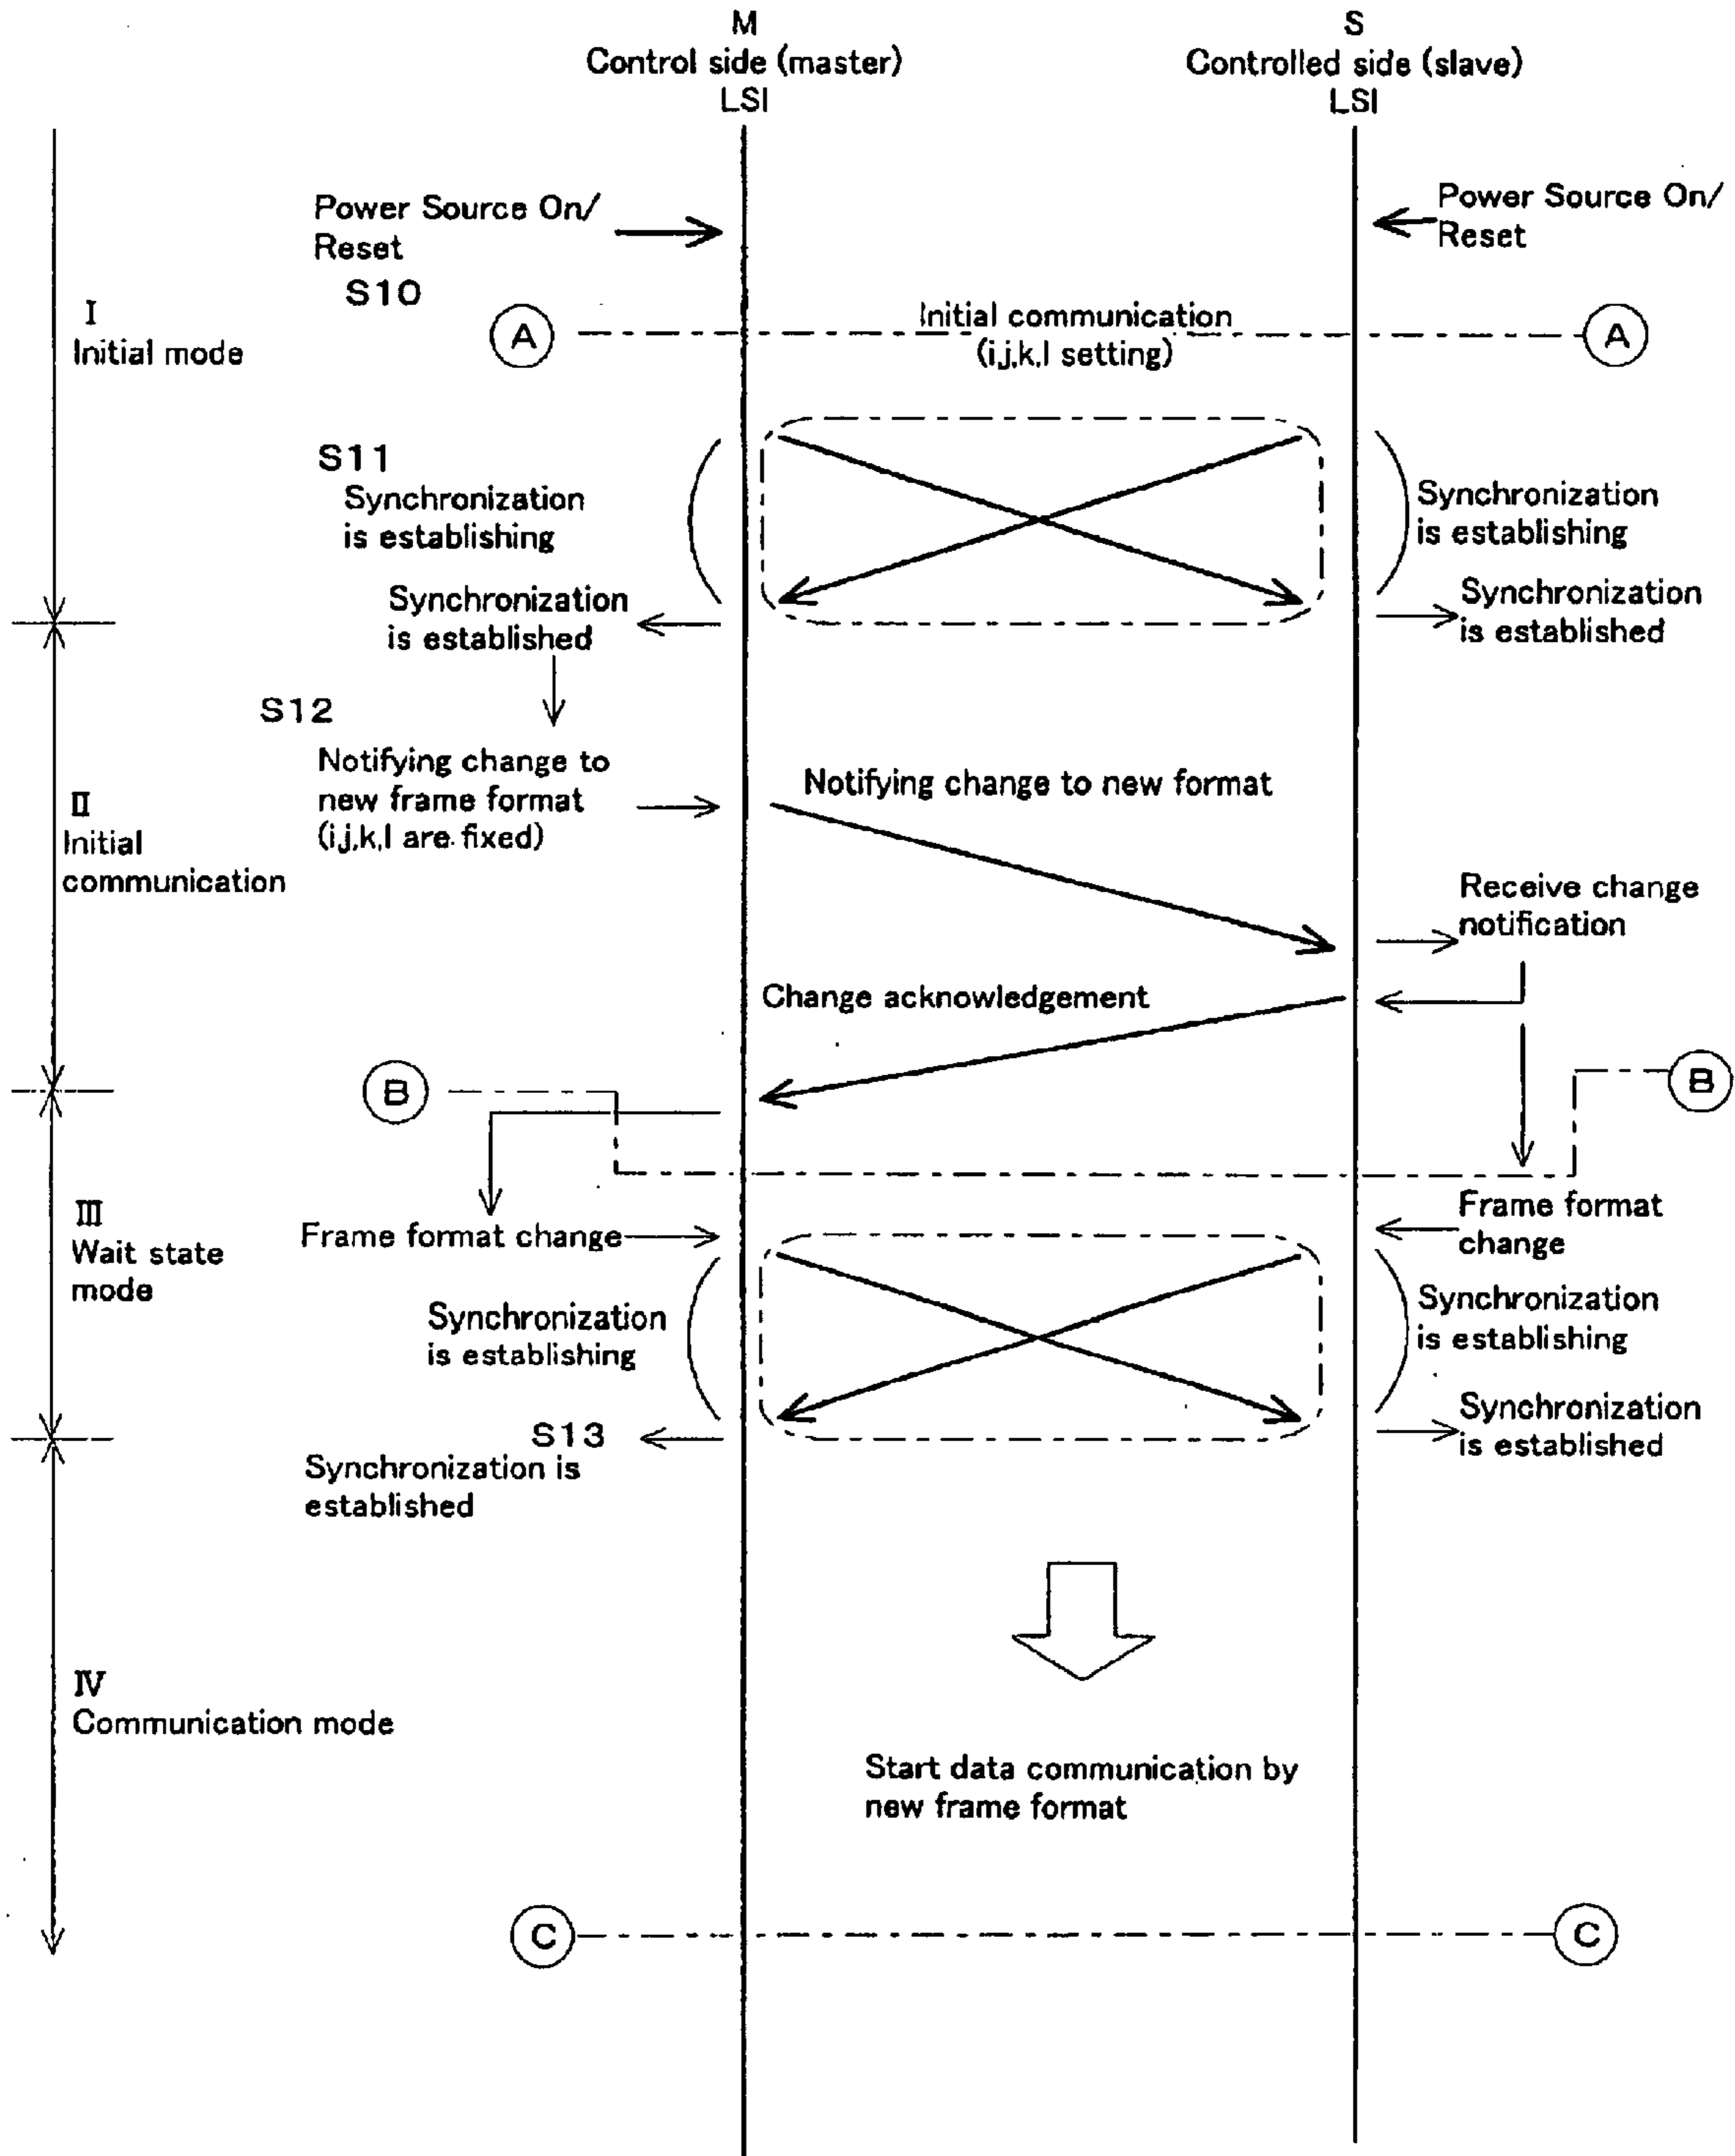 M
Control side (master)
LSI
S
Controlled side (slave)
LSI
Power Source On/
Reset
S10
Power Source On/
Reset
I
Initial mode
A
Initial communication
(i,j,k,l setting)
A
S11
Synchronization
is establishing
Synchronization
is establishing
Synchronization
is established
Synchronization
is established
S12
Notifying change to
new frame format
(i,j,k,l are fixed)
Notifying change to new format
II
Initial
communication
Receive change
notification
Change acknowledgement
B
B
III
Wait state
mode
Frame format change
Frame format
change
Synchronization
is establishing
Synchronization
is establishing
S13
Synchronization is
established
Synchronization
is established
IV
Communication mode
Start data communication by
new frame format
C
C